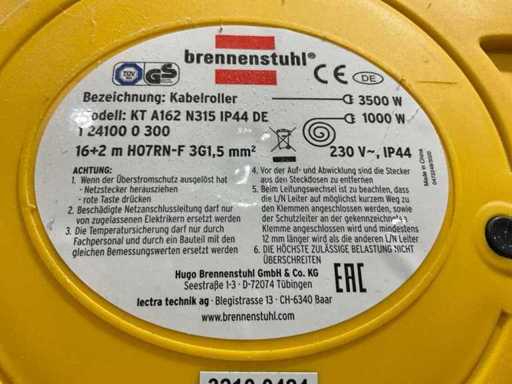 brennenstuhl®
TÜV
GS
CE
DE
Bezeichnung: Kabelroller
3500 W
odell: KT A162 N315 IP44 DE
1000 W
1 24100 0 300
16+2 m H07RN-F 3G1,5 mm²
230 V~, IP44
Made in China
ACHTUNG:
1. Wenn der Überstromschutz ausgelöst hat
- Netzstecker herausziehen
- rote Taste drücken
2. Beschädigte Netzanschlussleitung darf nur
von zugelassenen Elektrikern ersetzt werden
3. Die Temperatursicherung darf nur durch
Fachpersonal und durch ein Bauteil mit den
gleichen Bemessungswerten ersetzt werden
4. Vor der Auf- und Abwicklung sind die Stecker
aus den Steckdosen zu entfernen
5. Beim Leitungswechsel ist zu beachten, dass
die L/N Leiter auf möglichst kurzem Weg zu
den Klemmen angeschlossen werden, sowie
der Schutzleiter an der gekennzeichneten
Klemme angeschlossen wird und mindestens
12 mm länger wird als die anderen L/N Leiter
6. DIE HÖCHSTE ZULÄSSIGE BELASTUNG NICHT
ÜBERSCHREITEN
Hugo Brennenstuhl GmbH & Co. KG
Seestraße 1-3 · D-72074 Tübingen
lectra technik ag · Blegistrasse 13 · CH-6340 Baar
www.brennenstuhl.com
EAC